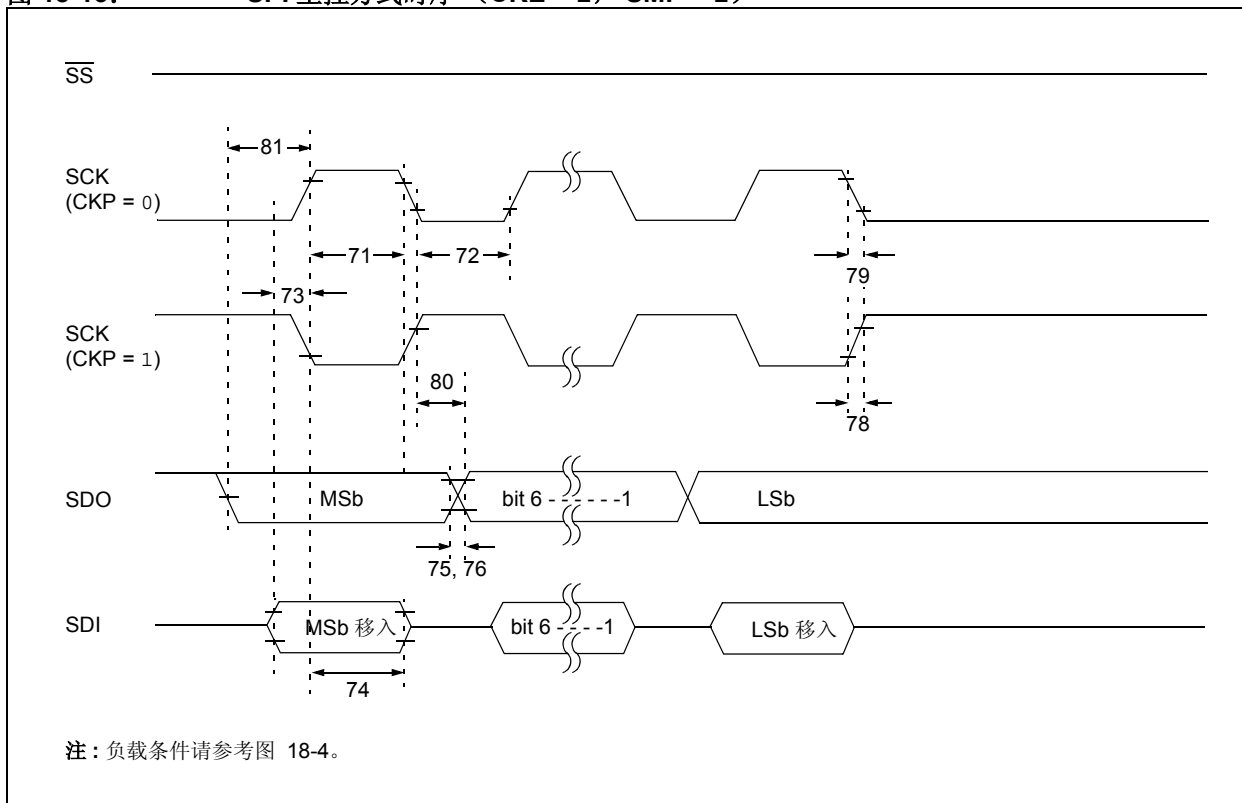 SS
81
SCK
(CKP = 0)
71
72
79
73
SCK
(CKP = 1)
80
78
SDO
MSb
bit 6 - - - - - - -1
LSb
75, 76
SDI
MSb 移入
bit 6 - - - - -1
LSb 移入
74
注 : 负载条件请参考图 18-4。